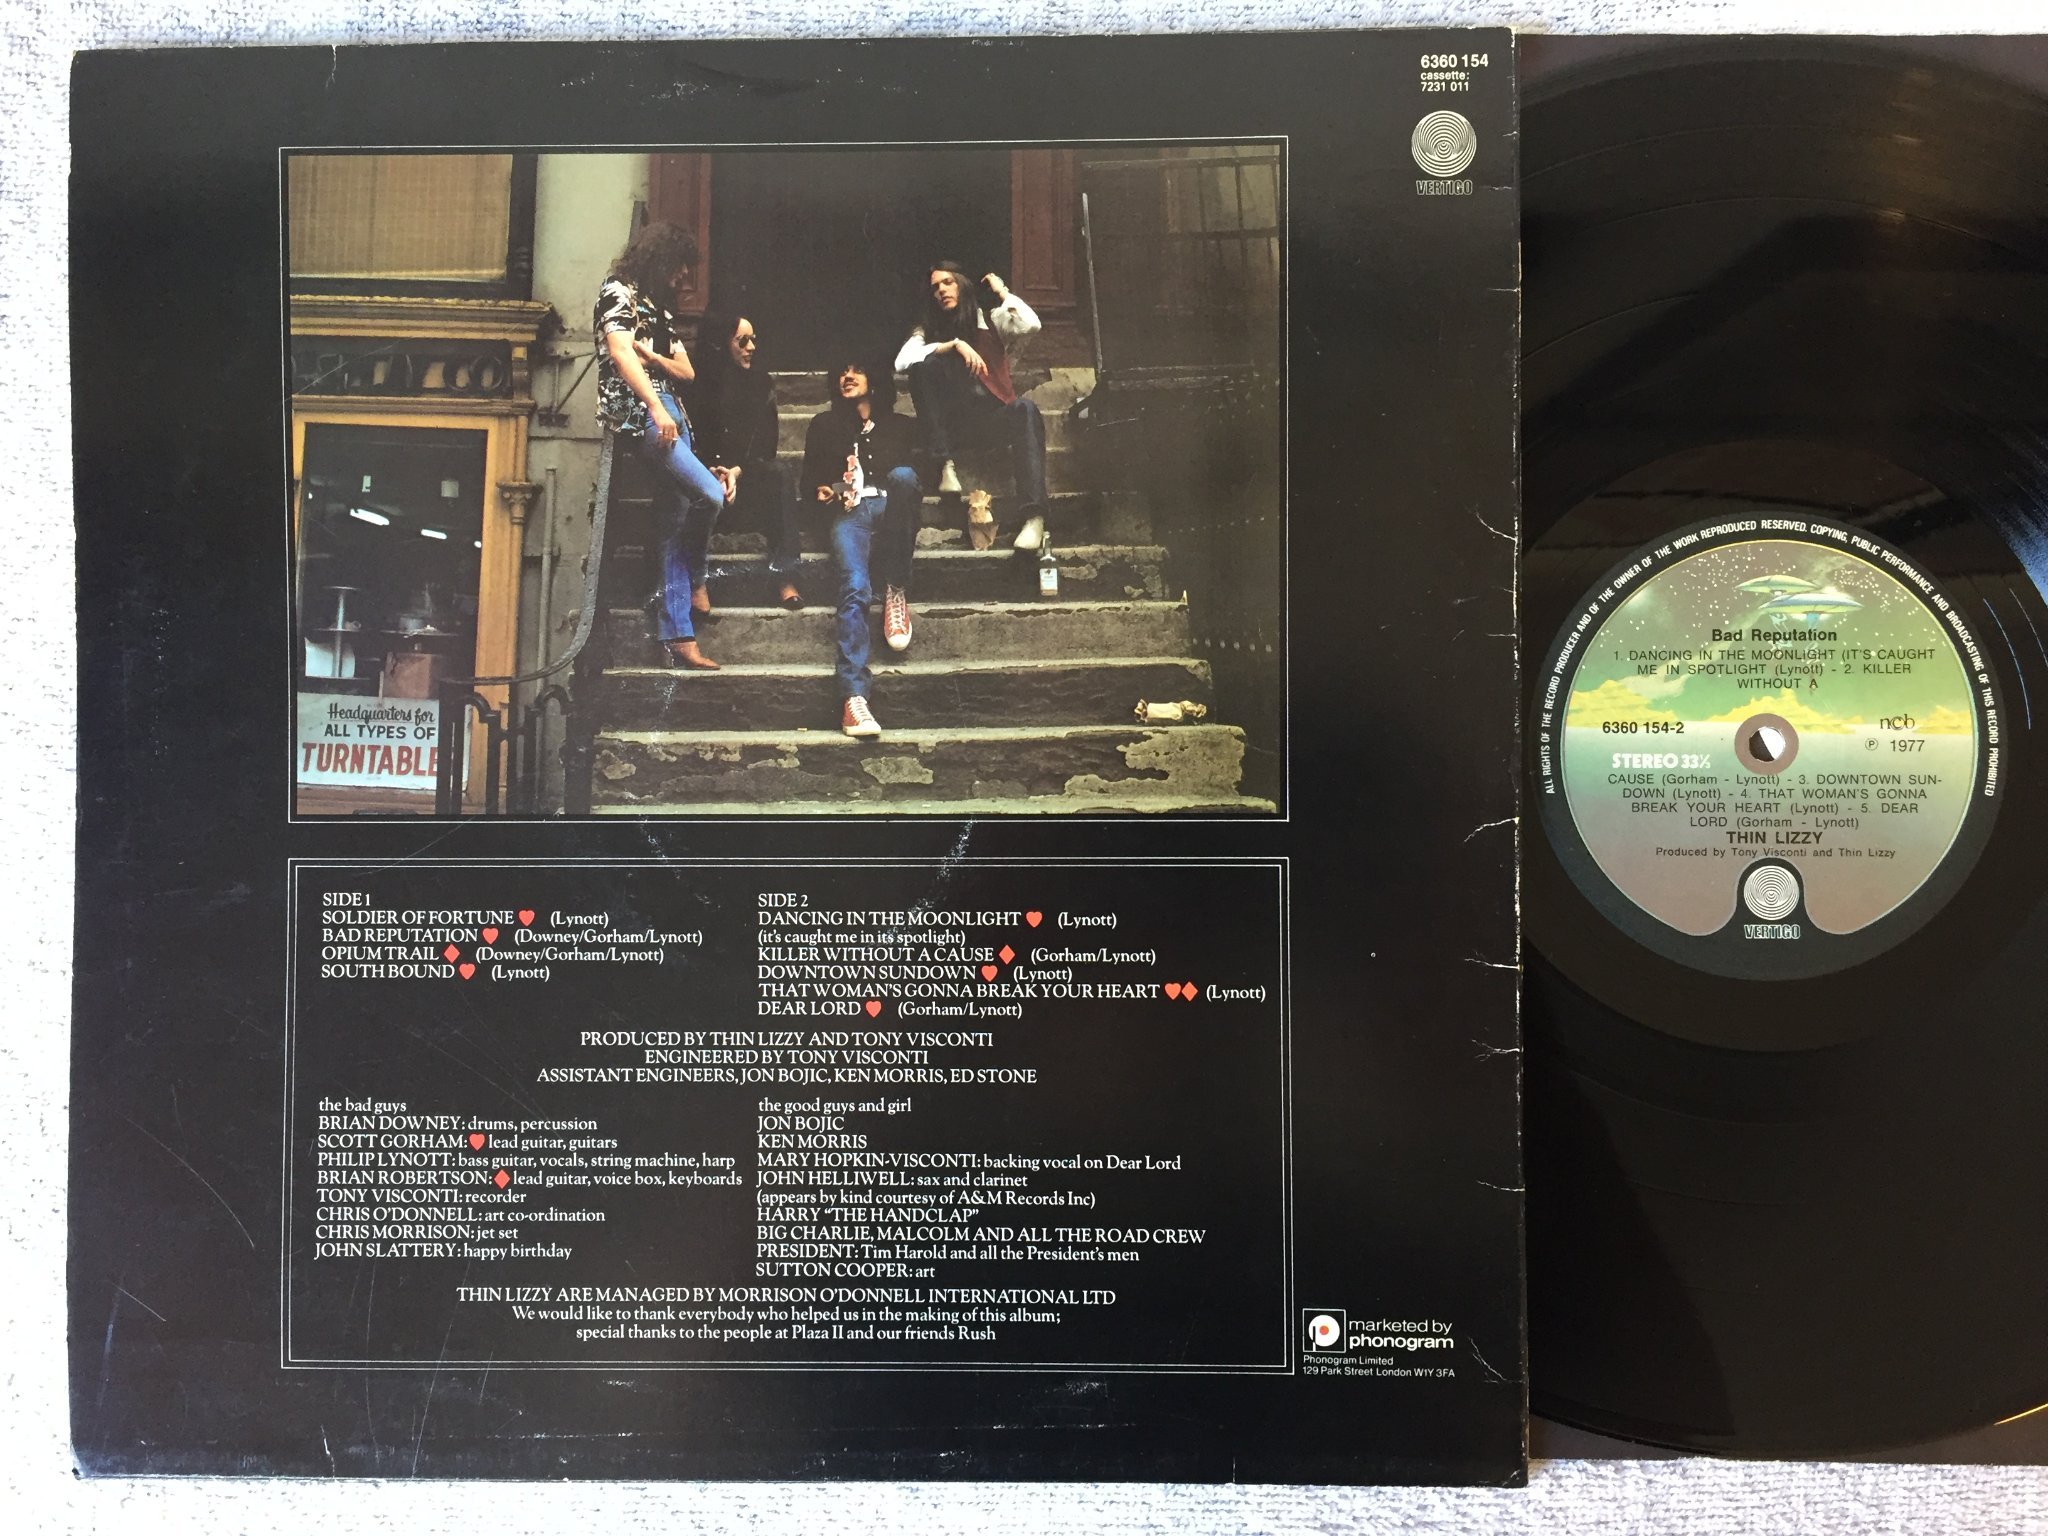 6360 154
cassette:
7231 011
VERTIGO
Headquarters for
ALL TYPES OF
TURNTABLE
SIDE 1
SOLDIER OF FORTUNE ♥ (Lynott)
BAD REPUTATION ♥ (Downey/Gorham/Lynott)
OPIUM TRAIL ♦ (Downey/Gorham/Lynott)
SOUTH BOUND ♥ (Lynott)
SIDE 2
DANCING IN THE MOONLIGHT ♥ (Lynott)
(it's caught me in its spotlight)
KILLER WITHOUT A CAUSE ♦ (Gorham/Lynott)
DOWNTOWN SUNDOWN ♥ (Lynott)
THAT WOMAN'S GONNA BREAK YOUR HEART ♥♦ (Lynott)
DEAR LORD ♥ (Gorham/Lynott)
PRODUCED BY THIN LIZZY AND TONY VISCONTI
ENGINEERED BY TONY VISCONTI
ASSISTANT ENGINEERS, JON BOJIC, KEN MORRIS, ED STONE
the bad guys
BRIAN DOWNEY: drums, percussion
SCOTT GORHAM: ♥ lead guitar, guitars
PHILIP LYNOTT: bass guitar, vocals, string machine, harp
BRIAN ROBERTSON: ♦ lead guitar, voice box, keyboards
TONY VISCONTI: recorder
CHRIS O'DONNELL: art co-ordination
CHRIS MORRISON: jet set
JOHN SLATTERY: happy birthday
the good guys and girl
JON BOJIC
KEN MORRIS
MARY HOPKIN-VISCONTI: backing vocal on Dear Lord
JOHN HELLIWELL: sax and clarinet
(appears by kind courtesy of A&M Records Inc)
HARRY "THE HANDCLAP"
BIG CHARLIE, MALCOLM AND ALL THE ROAD CREW
PRESIDENT: Tim Harold and all the President's men
SUTTON COOPER: art
THIN LIZZY ARE MANAGED BY MORRISON O'DONNELL INTERNATIONAL LTD
We would like to thank everybody who helped us in the making of this album;
special thanks to the people at Plaza II and our friends Rush
marketed by
phonogram
Phonogram Limited
129 Park Street London W1Y 3FA
ALL RIGHTS OF THE RECORD PRODUCER AND OF THE OWNER OF THE WORK REPRODUCED RESERVED. COPYING, PUBLIC PERFORMANCE AND BROADCASTING OF THIS RECORD PROHIBITED
Bad Reputation
1. DANCING IN THE MOONLIGHT (IT'S CAUGHT
ME IN SPOTLIGHT (Lynott) - 2. KILLER
WITHOUT A
6360 154-2
ncb
Ⓟ 1977
STEREO 33⅓
CAUSE (Gorham - Lynott) - 3. DOWNTOWN SUN-
DOWN (Lynott) - 4. THAT WOMAN'S GONNA
BREAK YOUR HEART (Lynott) - 5. DEAR
LORD (Gorham - Lynott)
THIN LIZZY
Produced by Tony Visconti and Thin Lizzy
VERTIGO